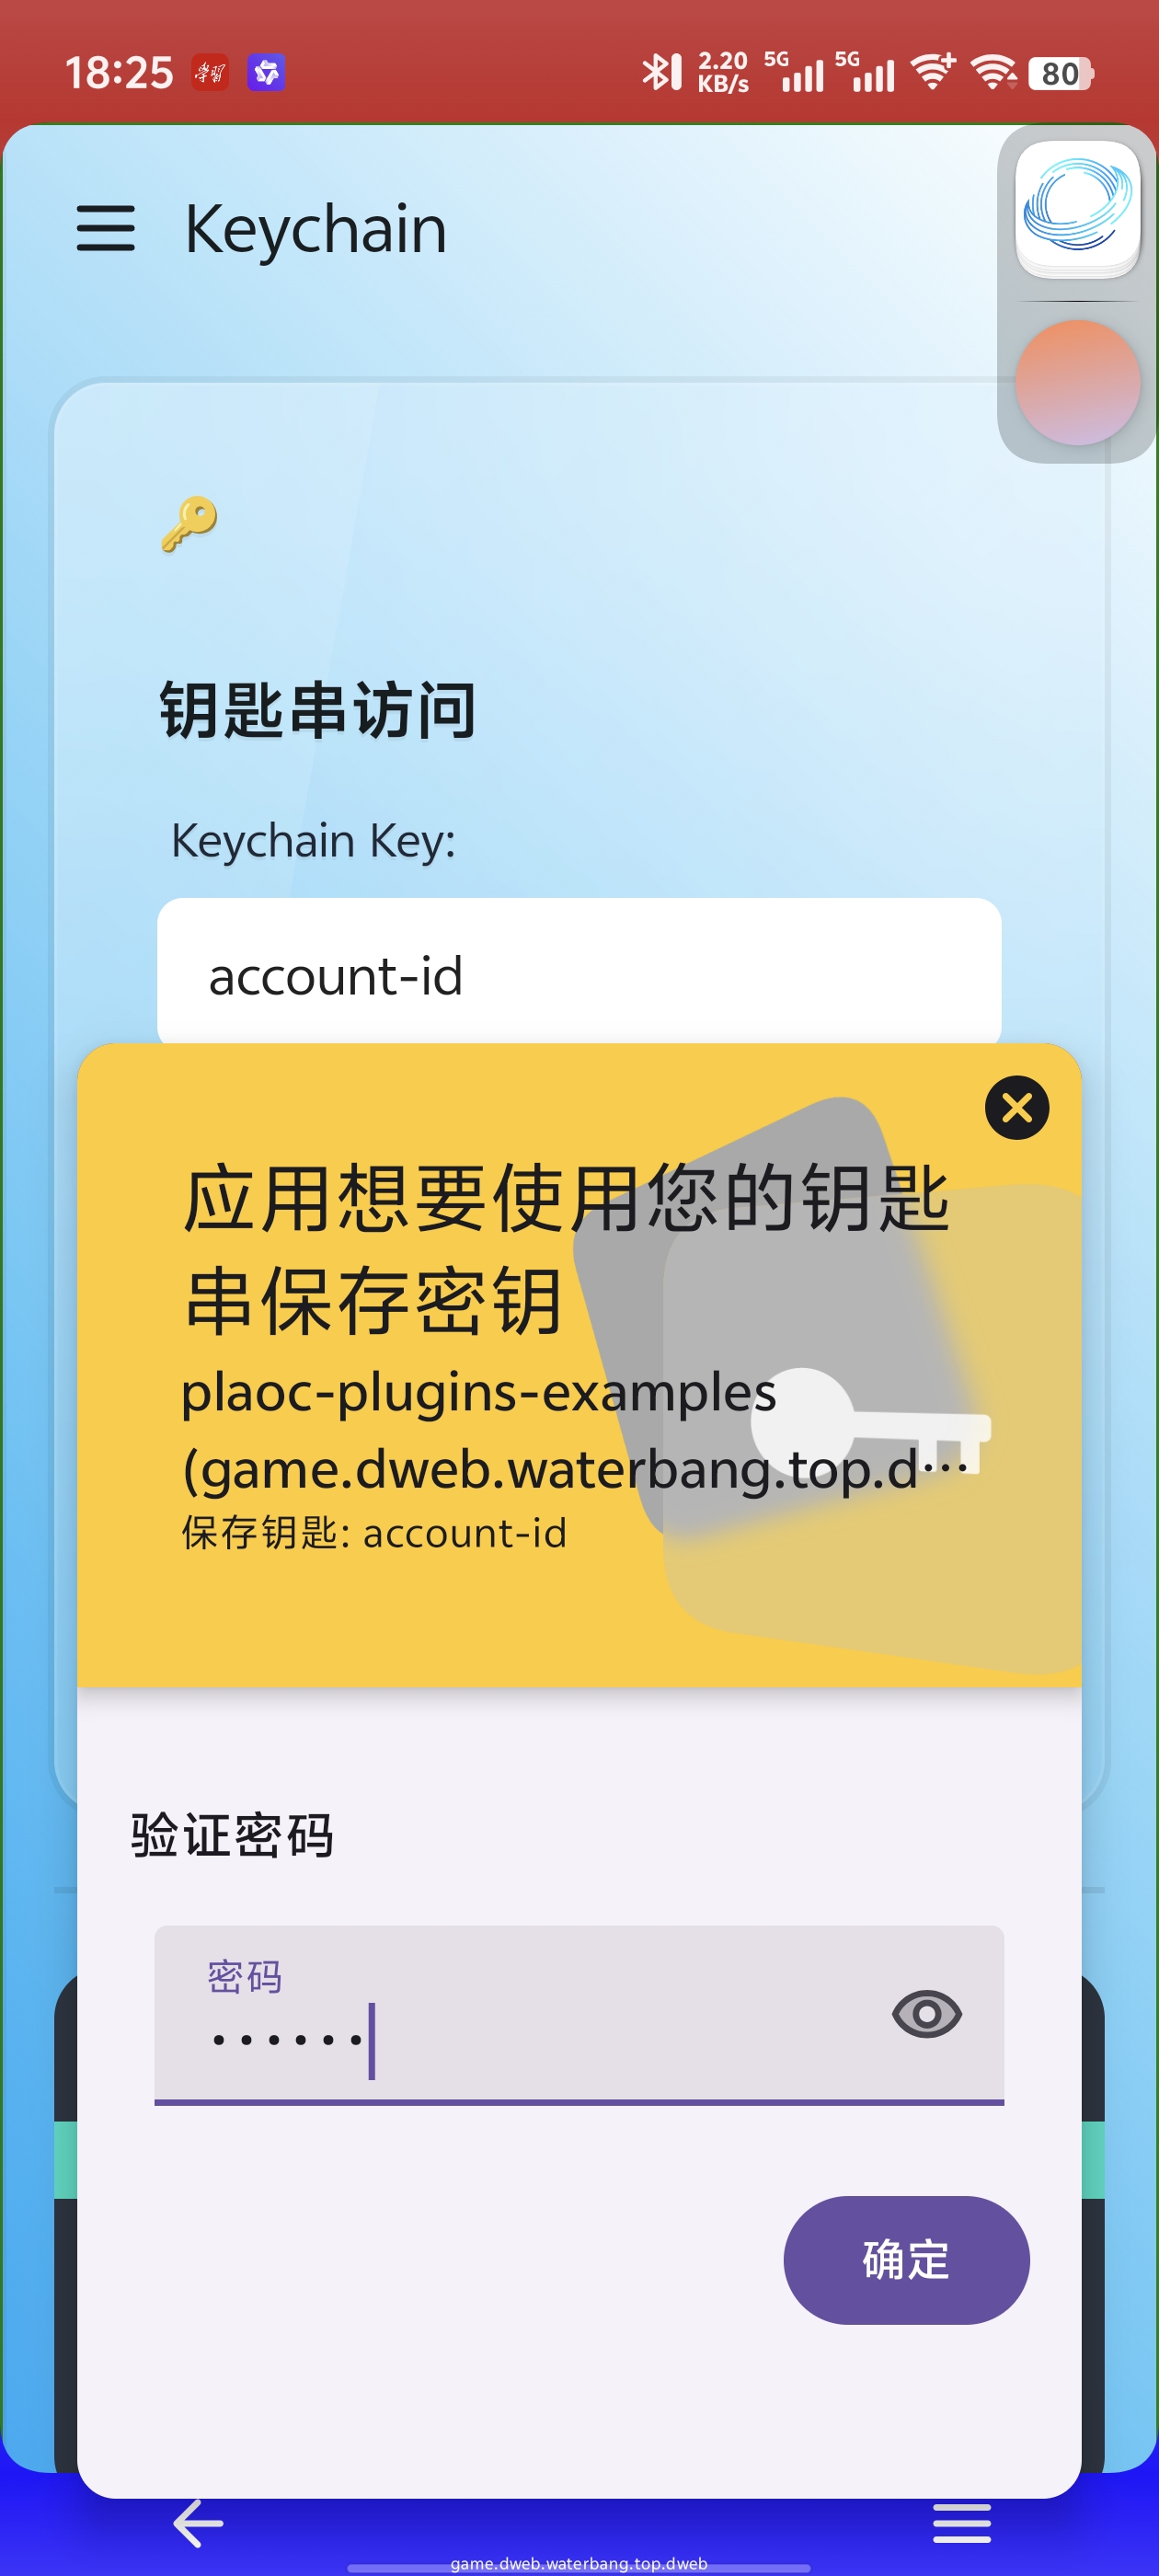 18:25
学習
2.20
KB/s
5G
5G
80
Keychain
钥匙串访问
Keychain Key:
account-id
应用想要使用您的钥匙
串保存密钥
plaoc-plugins-examples
(game.dweb.waterbang.top.d…
保存钥匙: account-id
验证密码
密码
••••••
确定
game.dweb.waterbang.top.dweb